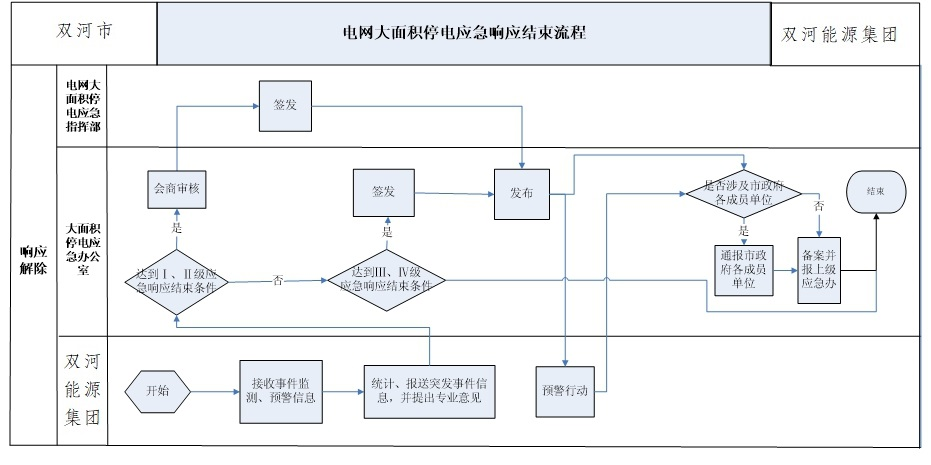 双河市
电网大面积停电应急响应结束流程
双河能源集团
响应
解除
电网大
面积停
电应急
指挥部
签发
大面积
停电应
急办公
室
会商审核
签发
发布
是否涉及市政府
各成员单位
结束
是
是
否
是
达到Ⅰ、Ⅱ级应
急响应结束条件
否
达到Ⅲ、Ⅳ级
应急响应结束条件
通报市政
府各成员
单位
备案并
报上级
应急办
双河
能源
集团
开始
接收事件监
测、预警信息
统计、报送突发事件信
息，并提出专业意见
预警行动